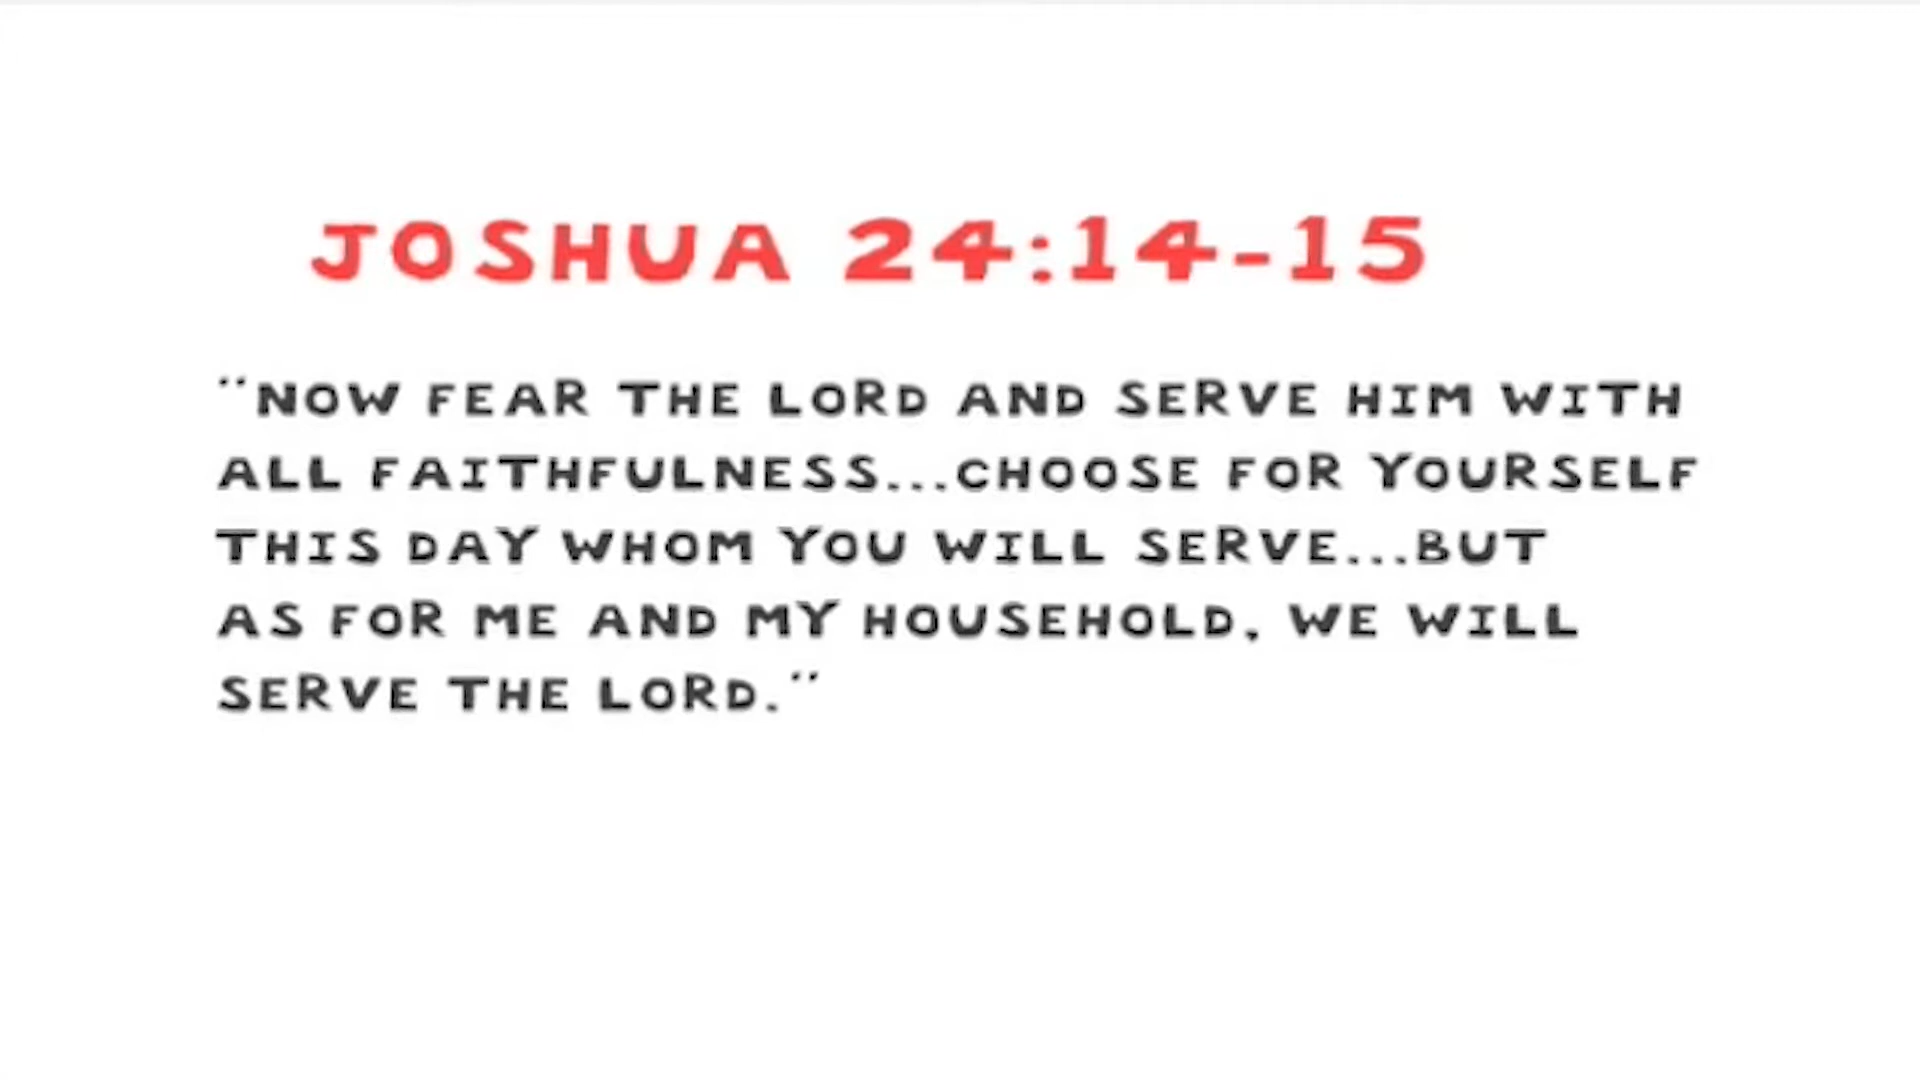 JOSHUA 24:14-15
"NOW FEAR THE LORD AND SERVE HIM WITH
ALL FAITHFULNESS...CHOOSE FOR YOURSELF
THIS DAY WHOM YOU WILL SERVE...BUT
AS FOR ME AND MY HOUSEHOLD, WE WILL
SERVE THE LORD."